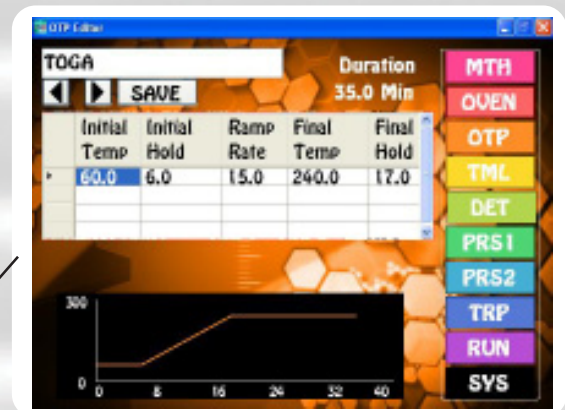 OTP Editor
TOGA
Duration
SAVE
35.0 Min
Initial Temp
Initial Hold
Ramp Rate
Final Temp
Final Hold
60.0 6.0 15.0 240.0 17.0
MTH
OVEN
OTP
TML
DET
PRS1
PRS2
TRP
RUN
SYS
300
0
0 8 16 24 32 40